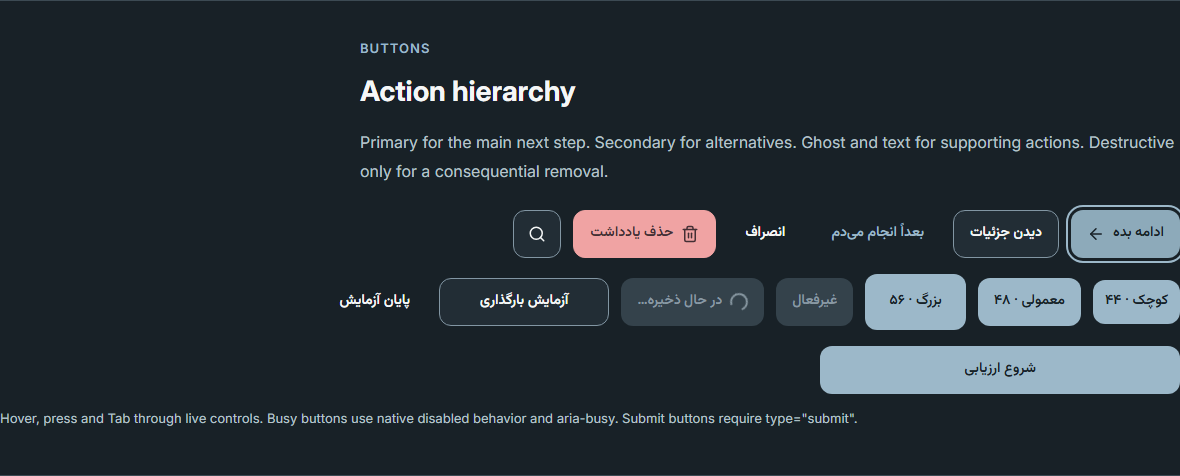 BUTTONS
Action hierarchy
Primary for the main next step. Secondary for alternatives. Ghost and text for supporting actions. Destructive
only for a consequential removal.
ادامه بده
دیدن جزئیات
بعداً انجام می‌دم
انصراف
حذف یادداشت
کوچک · ۴۴
معمولی · ۴۸
بزرگ · ۵۶
غیرفعال
در حال ذخیره…
آزمایش بارگذاری
پایان آزمایش
شروع ارزیابی
Hover, press and Tab through live controls. Busy buttons use native disabled behavior and aria-busy. Submit buttons require type="submit".